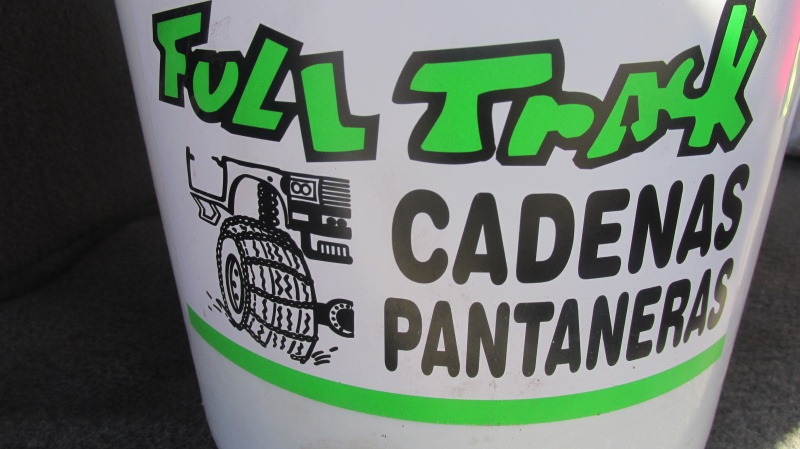 Full Track
CADENAS
PANTANERAS